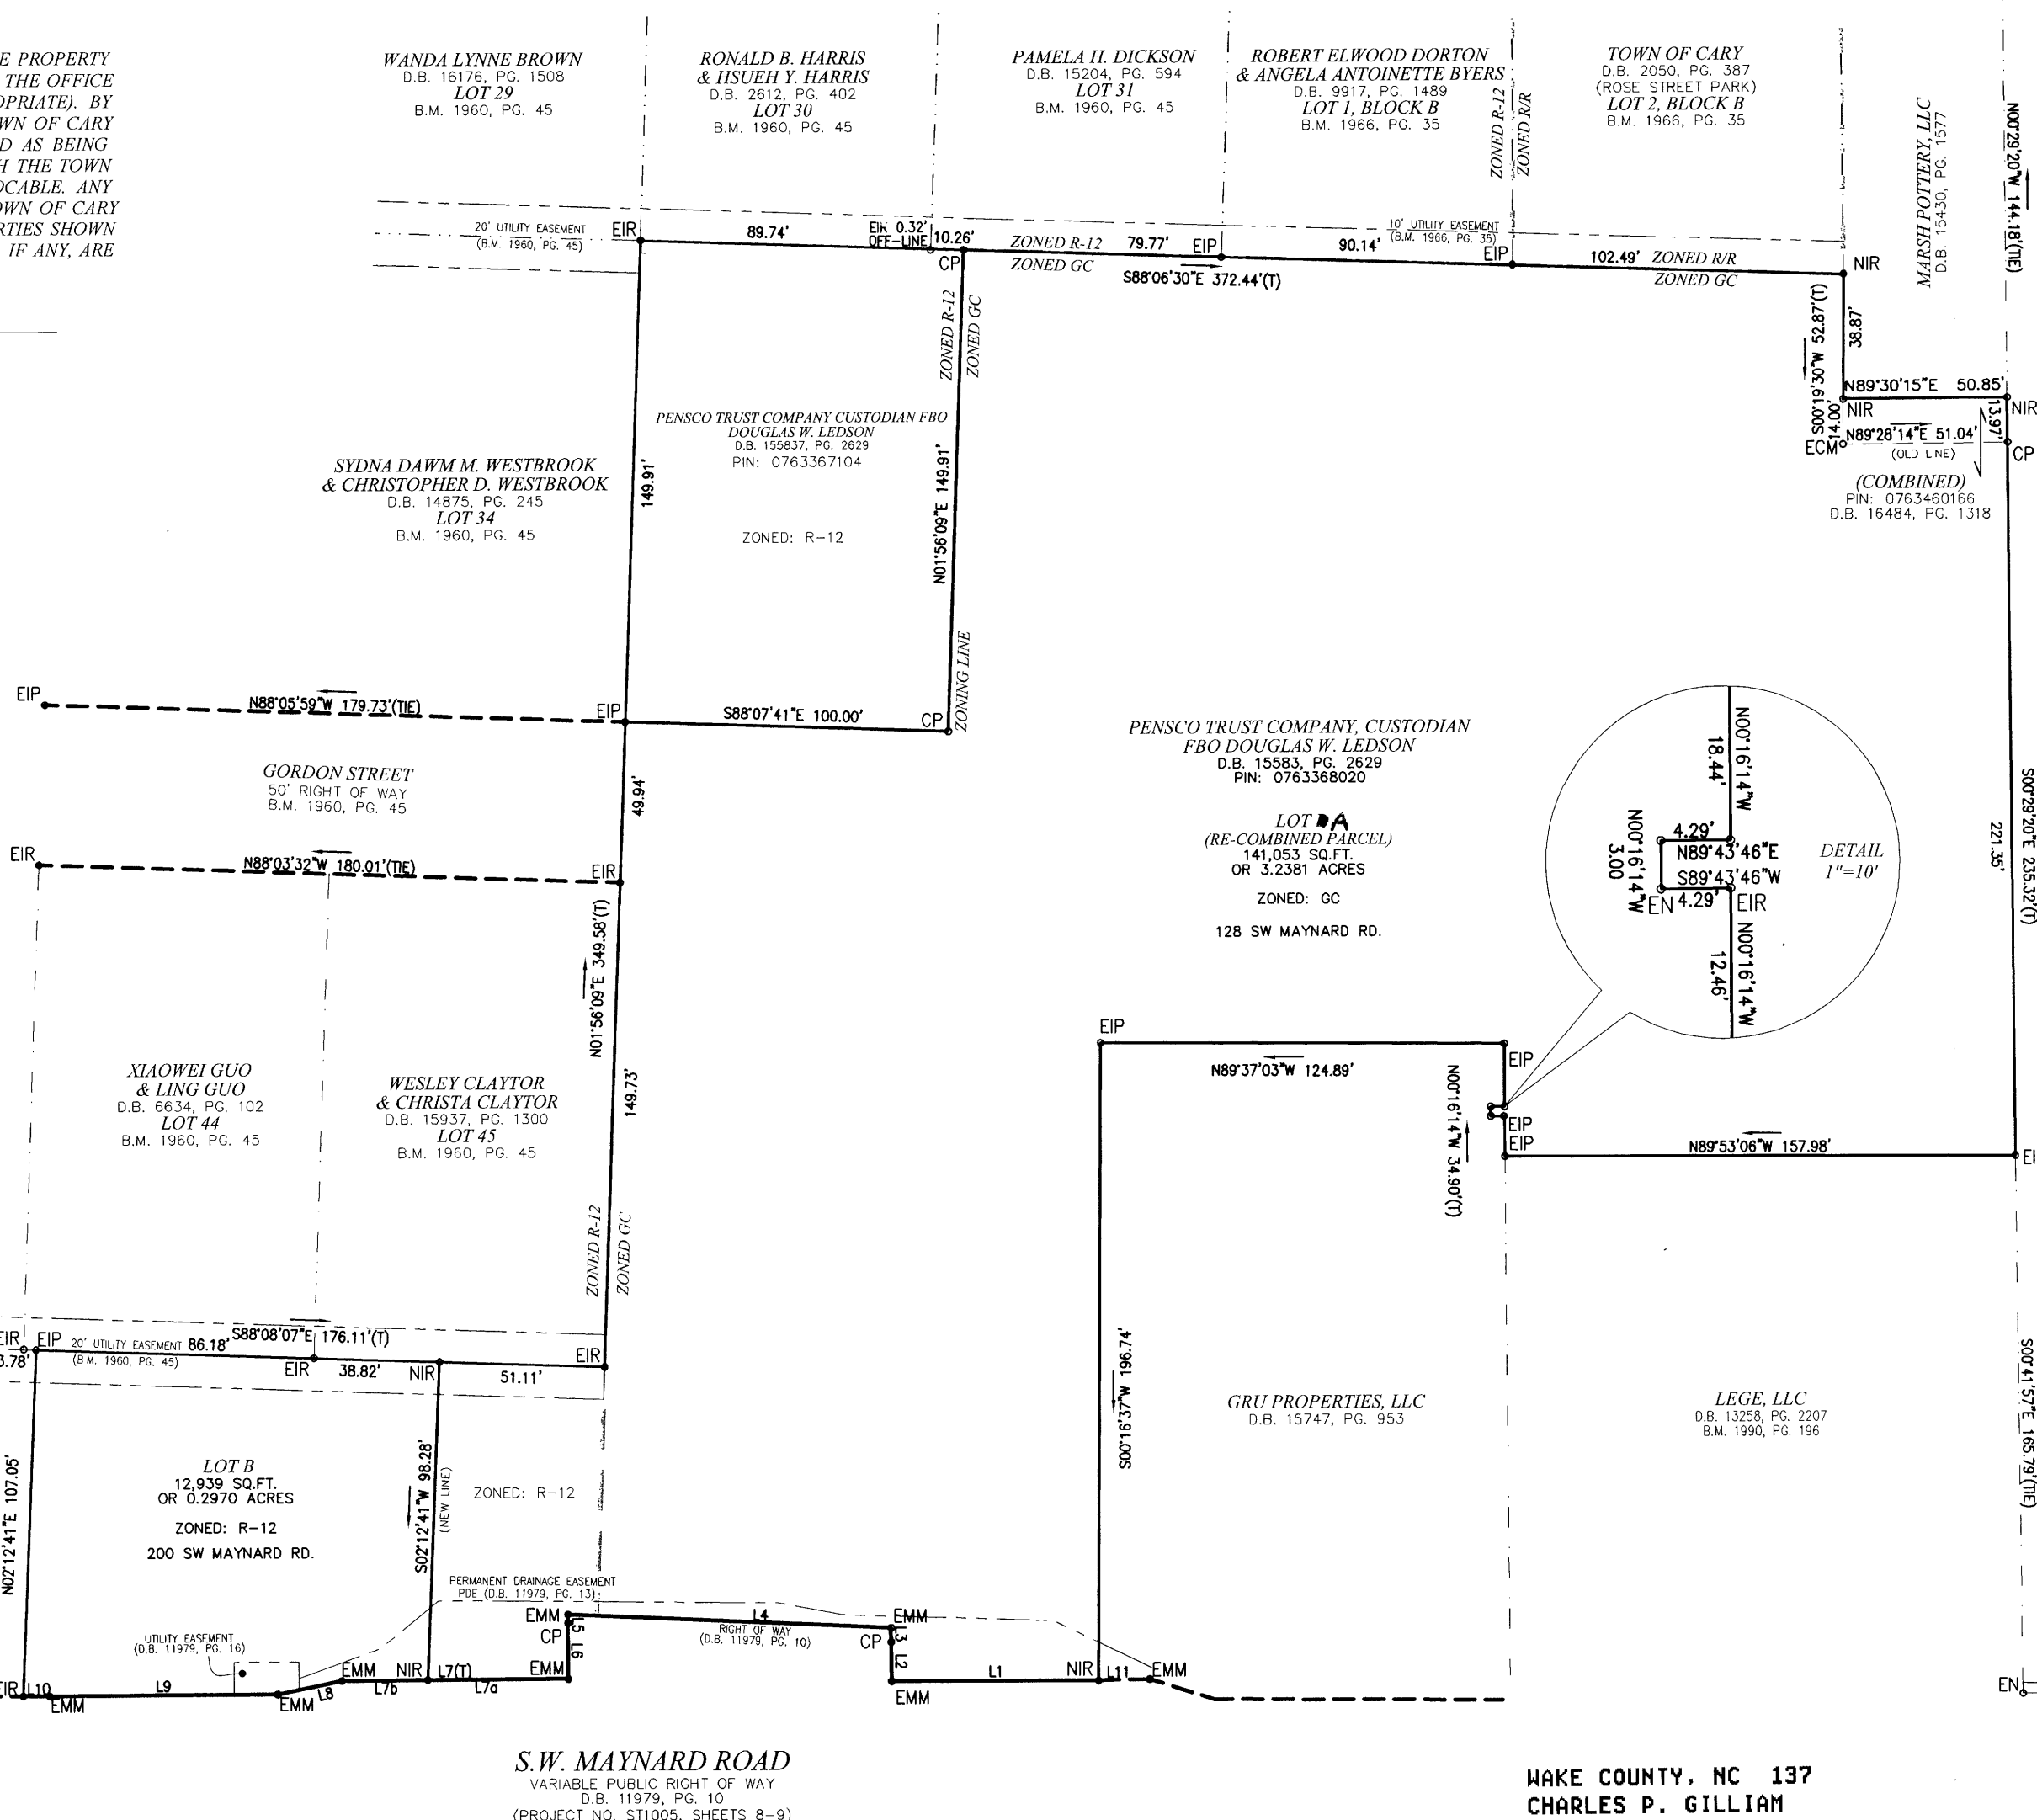 E PROPERTY
THE OFFICE
OPRIATE). BY
WN OF CARY
D AS BEING
H THE TOWN
OCABLE. ANY
OWN OF CARY
RTIES SHOWN
IF ANY, ARE
WANDA LYNNE BROWN
D.B. 16176, PG. 1508
LOT 29
B.M. 1960, PG. 45
RONALD B. HARRIS
& HSUEH Y. HARRIS
D.B. 2612, PG. 402
LOT 30
B.M. 1960, PG. 45
PAMELA H. DICKSON
D.B. 15204, PG. 594
LOT 31
B.M. 1960, PG. 45
ROBERT ELWOOD DORTON
& ANGELA ANTOINETTE BYERS
D.B. 9917, PG. 1489
LOT 1, BLOCK B
B.M. 1966, PG. 35
ZONED R-12
ZONED R/R
TOWN OF CARY
D.B. 2050, PG. 387
(ROSE STREET PARK)
LOT 2, BLOCK B
B.M. 1966, PG. 35
MARSH POTTERY, LLC
D.B. 15430, PG. 1577
N00°29'20"W 144.18'(TIE)
20' UTILITY EASEMENT
(B.M. 1960, PG. 45)
EIR
89.74'
EIR 0.32'
OFF-LINE
10.26'
CP
ZONED R-12
ZONED GC
79.77'
EIP
S88°06'30"E 372.44'(T)
90.14'
10' UTILITY EASEMENT
(B.M. 1966, PG. 35)
EIP
102.49'
ZONED R/R
ZONED GC
NIR
S00°19'30"W 52.87'(T)
38.87'
N89°30'15"E 50.85'
NIR
NIR
14.00'
13.97'
N89°28'14"E 51.04'
(OLD LINE)
ECM
CP
(COMBINED)
PIN: 0763460166
D.B. 16484, PG. 1318
ZONED R-12
ZONED GC
PENSCO TRUST COMPANY CUSTODIAN FBO
DOUGLAS W. LEDSON
D.B. 155837, PG. 2629
PIN: 0763367104
ZONED: R-12
149.91'
N01°56'09"E 149.91'
ZONING LINE
SYDNA DAWM M. WESTBROOK
& CHRISTOPHER D. WESTBROOK
D.B. 14875, PG. 245
LOT 34
B.M. 1960, PG. 45
EIP
N88°05'59"W 179.73'(TIE)
EIP
S88°07'41"E 100.00'
CP
GORDON STREET
50' RIGHT OF WAY
B.M. 1960, PG. 45
49.94'
EIR
N88°03'32"W 180.01'(TIE)
EIR
PENSCO TRUST COMPANY, CUSTODIAN
FBO DOUGLAS W. LEDSON
D.B. 15583, PG. 2629
PIN: 0763368020
LOT A
(RE-COMBINED PARCEL)
141,053 SQ.FT.
OR 3.2381 ACRES
ZONED: GC
128 SW MAYNARD RD.
N00°16'14"W
18.44'
4.29'
N89°43'46"E
S89°43'46"W
N00°16'14"W
3.00
EN
4.29'
EIR
N00°16'14"W
12.46'
DETAIL
1"=10'
S00°29'20"E 235.32'(T)
221.35'
N01°56'09"E 349.58'(T)
149.73'
XIAOWEI GUO
& LING GUO
D.B. 6634, PG. 102
LOT 44
B.M. 1960, PG. 45
WESLEY CLAYTOR
& CHRISTA CLAYTOR
D.B. 15937, PG. 1300
LOT 45
B.M. 1960, PG. 45
ZONED R-12
ZONED GC
EIP
N89°37'03"W 124.89'
EIP
N00°16'14"W 34.90'(T)
EIP
EIP
N89°53'06"W 157.98'
EI
EIR
3.78'
EIP
20' UTILITY EASEMENT
(B.M. 1960, PG. 45)
86.18'
S88°08'07"E 176.11'(T)
EIR
38.82'
NIR
51.11'
EIR
S00°16'37"W 196.74'
GRU PROPERTIES, LLC
D.B. 15747, PG. 953
LEGE, LLC
D.B. 13258, PG. 2207
B.M. 1990, PG. 196
S00°41'57"E 165.79'(TIE)
N02°12'41"E 107.05'
LOT B
12,939 SQ.FT.
OR 0.2970 ACRES
ZONED: R-12
200 SW MAYNARD RD.
S02°12'41"W 98.28'
(NEW LINE)
ZONED: R-12
PERMANENT DRAINAGE EASEMENT
PDE (D.B. 11979, PG. 13)
UTILITY EASEMENT
(D.B. 11979, PG. 16)
EMM
CP
L5
L6
L4
RIGHT OF WAY
(D.B. 11979, PG. 10)
EMM
CP
L3
L2
EIR
L10
EMM
L9
EMM
L8
EMM
L7b
NIR
L7(T)
L7a
EMM
EMM
L1
NIR
L11
EMM
EN
S.W. MAYNARD ROAD
VARIABLE PUBLIC RIGHT OF WAY
D.B. 11979, PG. 10
(PROJECT NO. ST1005, SHEETS 8-9)
WAKE COUNTY, NC 137
CHARLES P. GILLIAM